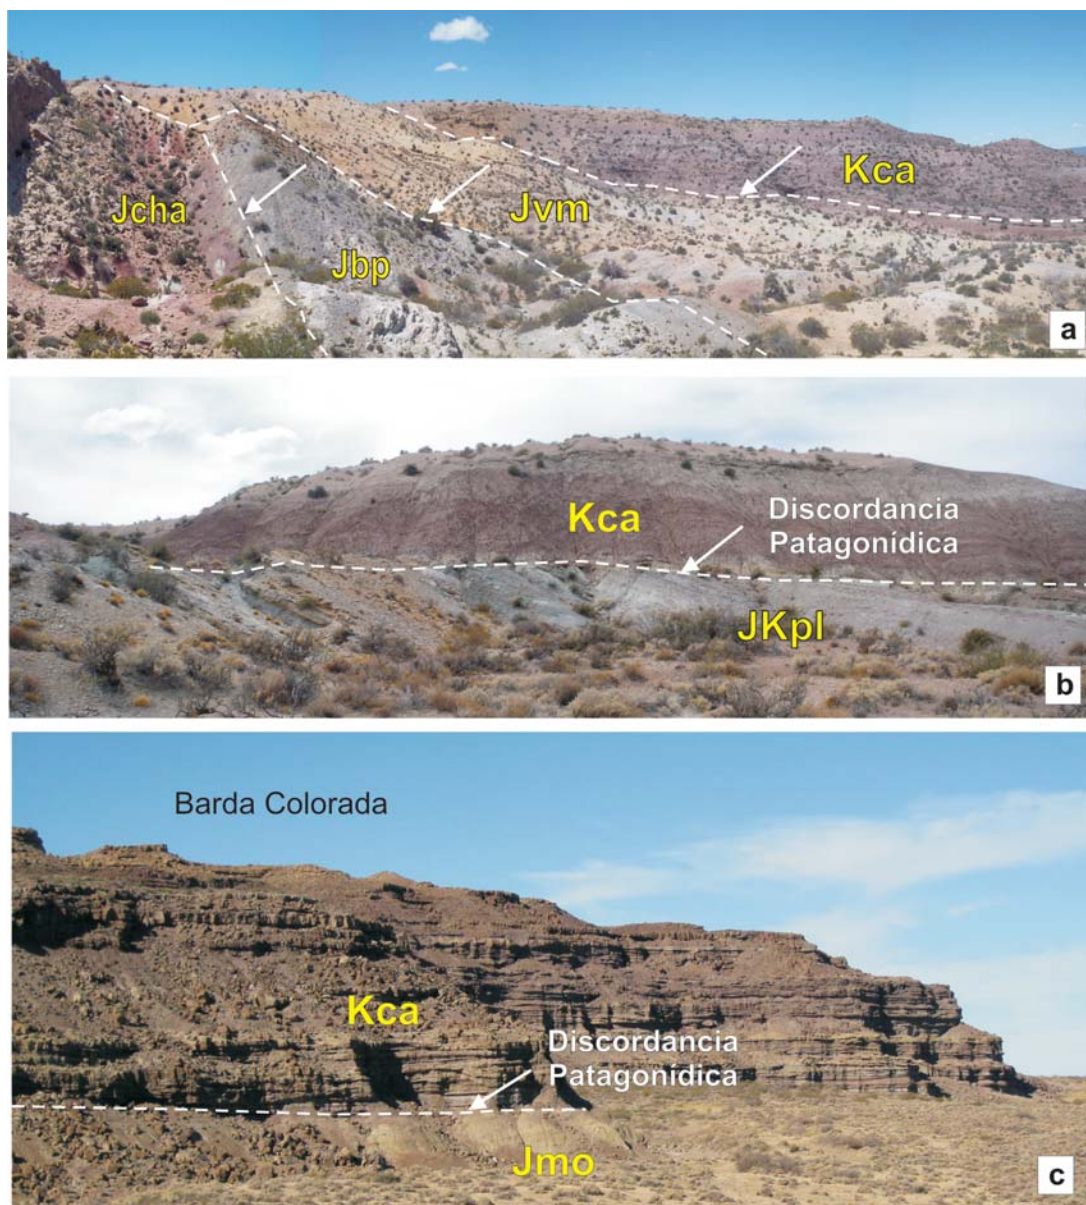 Jcha
Jbp
Jvm
Kca
a
Kca
Discordancia
Patagonídica
JKpl
b
Barda Colorada
Kca
Discordancia
Patagonídica
Jmo
c